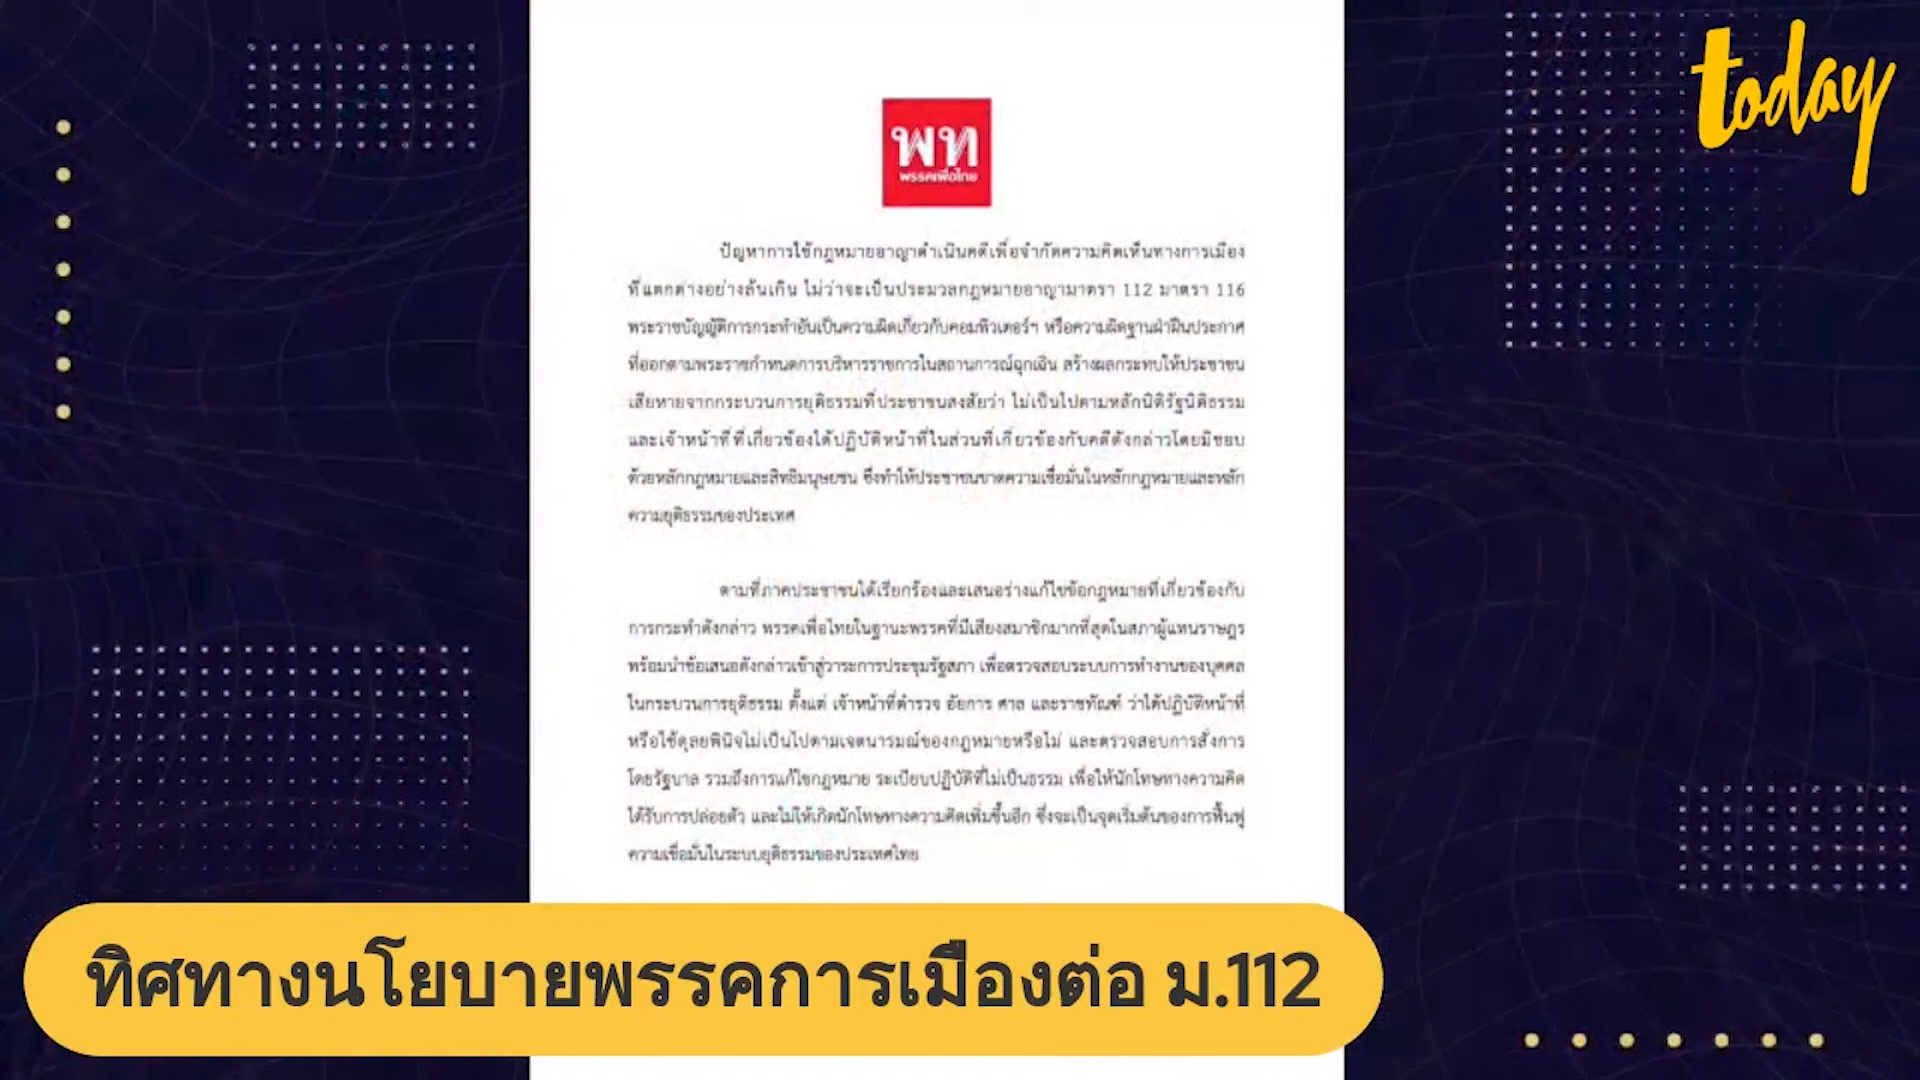 today
พท
พรรคเพื่อไทย
ปัญหาการใช้กฎหมายอาญาดำเนินคดีเพื่อจำกัดความคิดเห็นทางการเมือง
ที่แตกต่างอย่างล้นเกิน ไม่ว่าจะเป็นประมวลกฎหมายอาญามาตรา 112 มาตรา 116
พระราชบัญญัติการกระทำอันเป็นความผิดเกี่ยวกับคอมพิวเตอร์ฯ หรือความผิดฐานฝ่าฝืนประกาศ
ที่ออกตามพระราชกำหนดการบริหารราชการในสถานการณ์ฉุกเฉิน สร้างผลกระทบให้ประชาชน
เสียหายจากกระบวนการยุติธรรมที่ประชาชนสงสัยว่า ไม่เป็นไปตามหลักนิติรัฐนิติธรรม
และเจ้าหน้าที่ที่เกี่ยวข้องได้ปฏิบัติหน้าที่ในส่วนที่เกี่ยวข้องกับคดีดังกล่าวโดยมิชอบ
ด้วยหลักกฎหมายและสิทธิมนุษยชน ซึ่งทำให้ประชาชนขาดความเชื่อมั่นในหลักกฎหมายและหลัก
ความยุติธรรมของประเทศ
ตามที่ภาคประชาชนได้เรียกร้องและเสนอร่างแก้ไขข้อกฎหมายที่เกี่ยวข้องกับ
การกระทำดังกล่าว พรรคเพื่อไทยในฐานะพรรคที่มีเสียงสมาชิกมากที่สุดในสภาผู้แทนราษฎร
พร้อมนำข้อเสนอดังกล่าวเข้าสู่วาระการประชุมรัฐสภา เพื่อตรวจสอบระบบการทำงานของบุคคล
ในกระบวนการยุติธรรม ตั้งแต่ เจ้าหน้าที่ตำรวจ อัยการ ศาล และราชทัณฑ์ ว่าได้ปฏิบัติหน้าที่
หรือใช้ดุลยพินิจไม่เป็นไปตามเจตนารมณ์ของกฎหมายหรือไม่ และตรวจสอบการสั่งการ
โดยรัฐบาล รวมถึงการแก้ไขกฎหมาย ระเบียบปฏิบัติที่ไม่เป็นธรรม เพื่อให้นักโทษทางความคิด
ได้รับการปล่อยตัว และไม่ให้เกิดนักโทษทางความคิดเพิ่มขึ้นอีก ซึ่งจะเป็นจุดเริ่มต้นของการฟื้นฟู
ความเชื่อมั่นในระบบยุติธรรมของประเทศไทย
ทิศทางนโยบายพรรคการเมืองต่อ ม.112